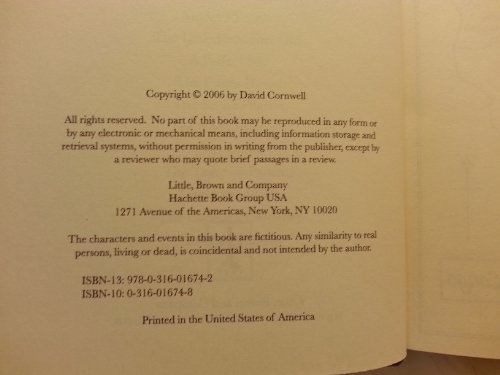 Copyright © 2006 by David Cornwell
All rights reserved. No part of this book may be reproduced in any form or
by any electronic or mechanical means, including information storage and
retrieval systems, without permission in writing from the publisher, except by
a reviewer who may quote brief passages in a review.
Little, Brown and Company
Hachette Book Group USA
1271 Avenue of the Americas, New York, NY 10020
The characters and events in this book are fictitious. Any similarity to real
persons, living or dead, is coincidental and not intended by the author.
ISBN-13: 978-0-316-01674-2
ISBN-10: 0-316-01674-8
Printed in the United States of America